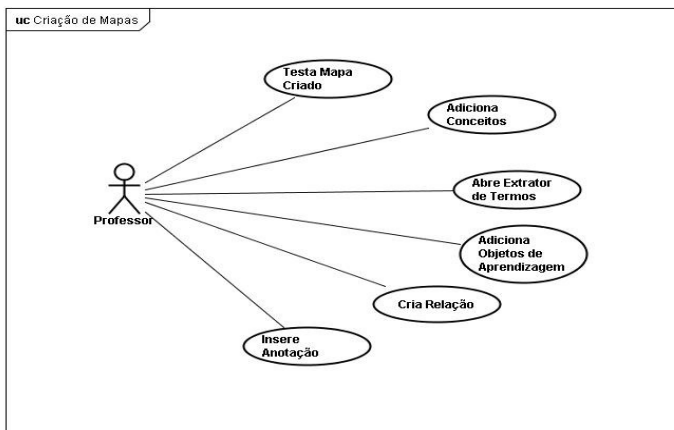 uc Criação de Mapas
Testa Mapa
Criado
Adiciona
Conceitos
Abre Extrator
de Termos
Professor
Adiciona
Objetos de
Aprendizagem
Cria Relação
Insere
Anotação